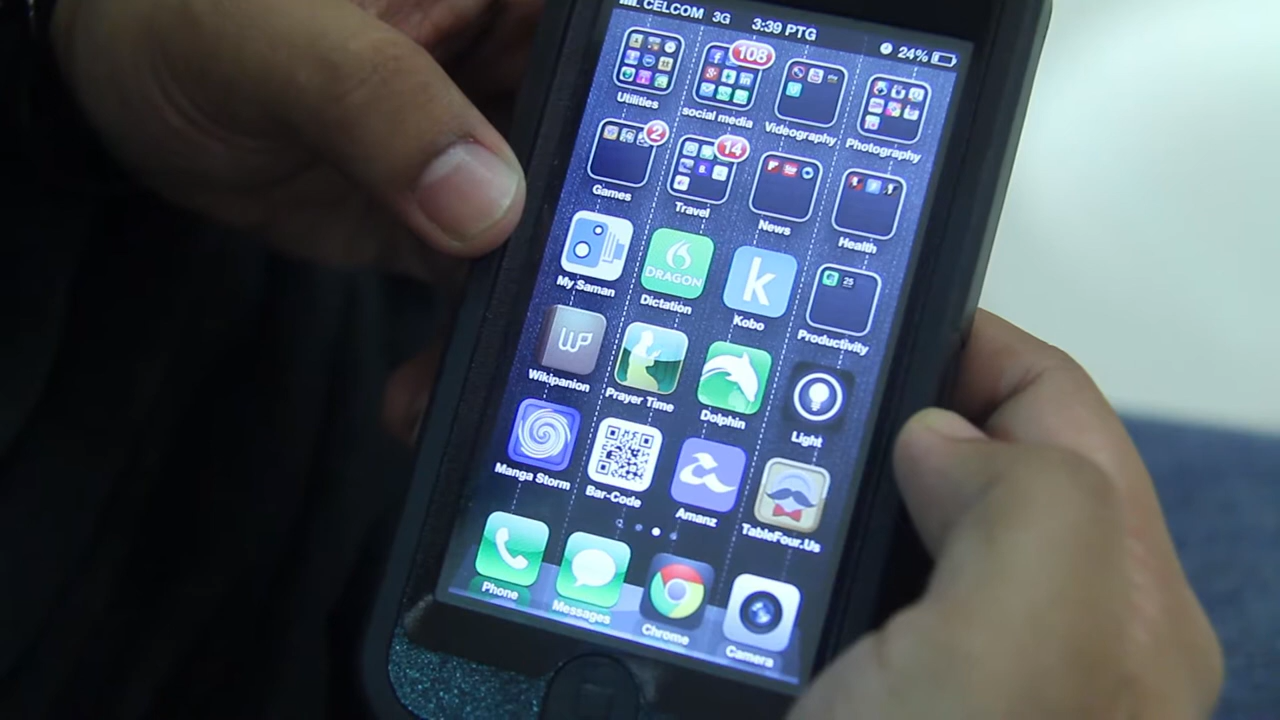 CELCOM 3G 3:39 PTG 24%
108
Utilities social media Videography Photography
2 14
Games Travel News Health
DRAGON k 25
My Saman Dictation Kobo Productivity
WP
Wikipanion Prayer Time Dolphin Light
Manga Storm Bar-Code Amanz TableFour.Us
Phone Messages Chrome Camera